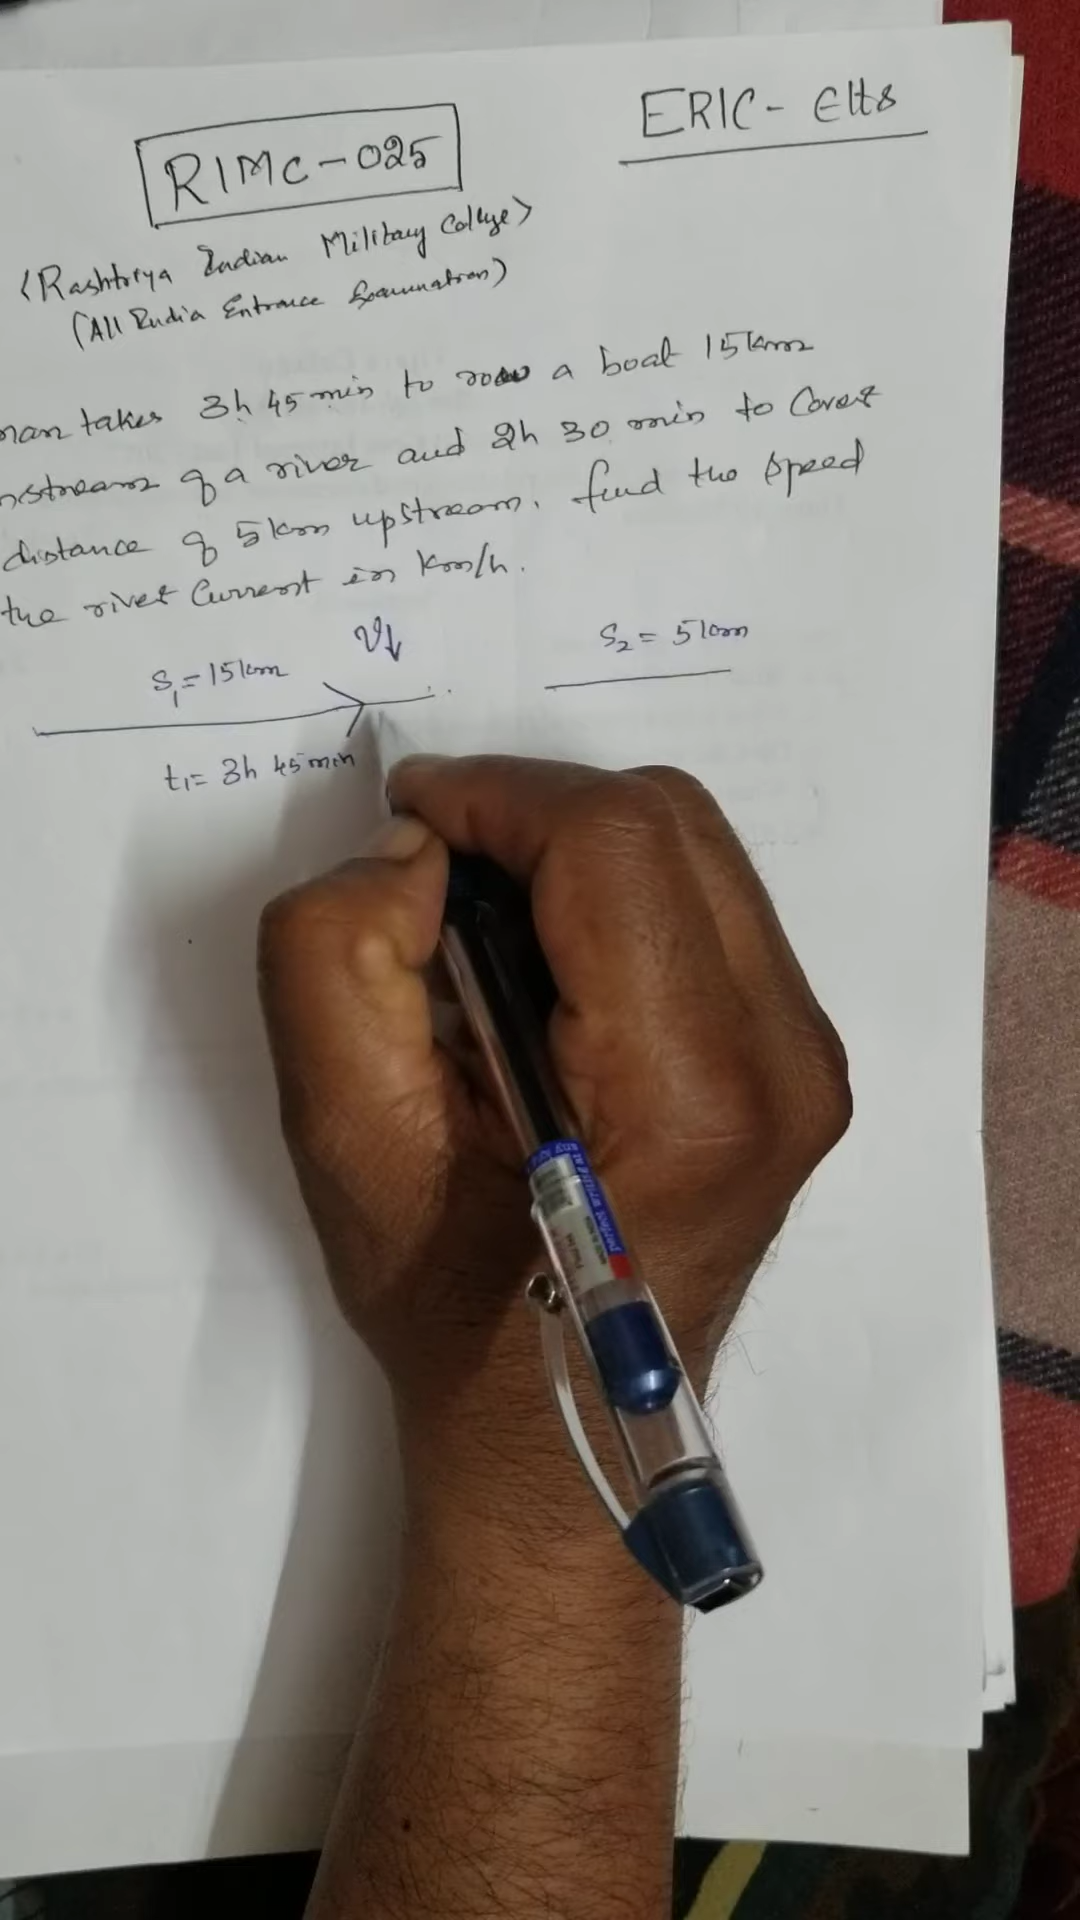 ERIC- Elts
RIMC-025
<Rashtriya Indian Military College>
(All India Entrance Examination)
man takes 3h 45 min to row a boat 15km
nstream of a river and 2h 30 min to cover
distance of 5km upstream. find the speed
the river current in km/h.
V↓
S₁=15km
S₂= 5km
t₁= 3h 45min